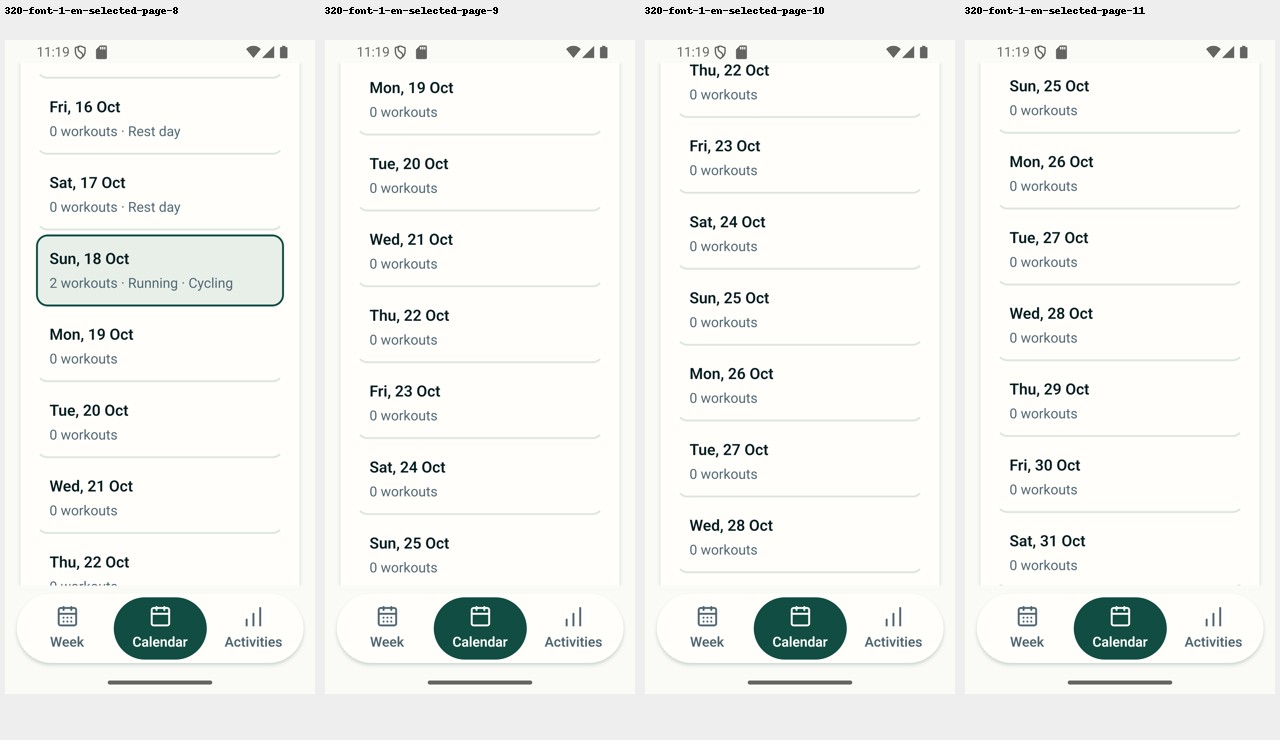 320-font-1-en-selected-page-8
11:19
Fri, 16 Oct
0 workouts · Rest day
Sat, 17 Oct
0 workouts · Rest day
Sun, 18 Oct
2 workouts · Running · Cycling
Mon, 19 Oct
0 workouts
Tue, 20 Oct
0 workouts
Wed, 21 Oct
0 workouts
Thu, 22 Oct
0 workouts
Week
Calendar
Activities
320-font-1-en-selected-page-9
11:19
Mon, 19 Oct
0 workouts
Tue, 20 Oct
0 workouts
Wed, 21 Oct
0 workouts
Thu, 22 Oct
0 workouts
Fri, 23 Oct
0 workouts
Sat, 24 Oct
0 workouts
Sun, 25 Oct
0 workouts
Week
Calendar
Activities
320-font-1-en-selected-page-10
11:19
Thu, 22 Oct
0 workouts
Fri, 23 Oct
0 workouts
Sat, 24 Oct
0 workouts
Sun, 25 Oct
0 workouts
Mon, 26 Oct
0 workouts
Tue, 27 Oct
0 workouts
Wed, 28 Oct
0 workouts
Week
Calendar
Activities
320-font-1-en-selected-page-11
11:19
Sun, 25 Oct
0 workouts
Mon, 26 Oct
0 workouts
Tue, 27 Oct
0 workouts
Wed, 28 Oct
0 workouts
Thu, 29 Oct
0 workouts
Fri, 30 Oct
0 workouts
Sat, 31 Oct
0 workouts
Week
Calendar
Activities